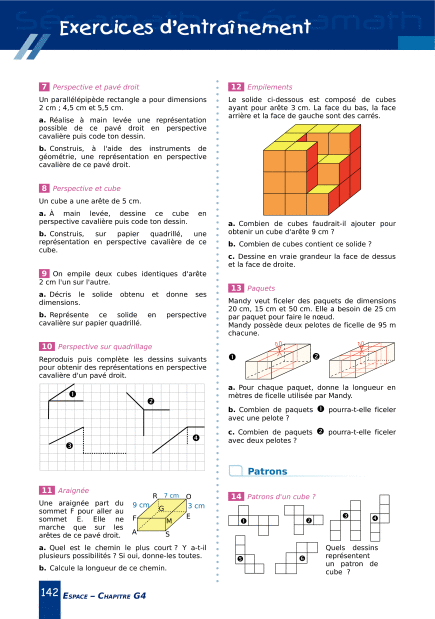 Exercices d'entraînement
7 Perspective et pavé droit
Un parallélépipède rectangle a pour dimensions
2 cm ; 4,5 cm et 5,5 cm.
a. Réalise à main levée une représentation
possible de ce pavé droit en perspective
cavalière puis code ton dessin.
b. Construis, à l'aide des instruments de
géométrie, une représentation en perspective
cavalière de ce pavé droit.
8 Perspective et cube
Un cube a une arête de 5 cm.
a. À main levée, dessine ce cube en
perspective cavalière puis code ton dessin.
b. Construis, sur papier quadrillé, une
représentation en perspective cavalière de ce
cube.
9 On empile deux cubes identiques d'arête
2 cm l'un sur l'autre.
a. Décris le solide obtenu et donne ses
dimensions.
b. Représente ce solide en perspective
cavalière sur papier quadrillé.
10 Perspective sur quadrillage
Reproduis puis complète les dessins suivants
pour obtenir des représentations en perspective
cavalière d'un pavé droit.
1
2
3
4
11 Araignée
Une araignée part du
sommet F pour aller au
sommet E. Elle ne
marche que sur les
arêtes de ce pavé droit.
R 7 cm O
9 cm G 3 cm
F M E
A S
a. Quel est le chemin le plus court ? Y a-t-il
plusieurs possibilités ? Si oui, donne-les toutes.
b. Calcule la longueur de ce chemin.
12 Empilements
Le solide ci-dessous est composé de cubes
ayant pour arête 3 cm. La face du bas, la face
arrière et la face de gauche sont des carrés.
a. Combien de cubes faudrait-il ajouter pour
obtenir un cube d'arête 9 cm ?
b. Combien de cubes contient ce solide ?
c. Dessine en vraie grandeur la face de dessus
et la face de droite.
13 Paquets
Mandy veut ficeler des paquets de dimensions
20 cm, 15 cm et 50 cm. Elle a besoin de 25 cm
par paquet pour faire le nœud.
Mandy possède deux pelotes de ficelle de 95 m
chacune.
1 2
a. Pour chaque paquet, donne la longueur en
mètres de ficelle utilisée par Mandy.
b. Combien de paquets 1 pourra-t-elle ficeler
avec une pelote ?
c. Combien de paquets 2 pourra-t-elle ficeler
avec deux pelotes ?
Patrons
14 Patrons d'un cube ?
1 2 3 4
5 6
Quels dessins
représentent
un patron de
cube ?
142 ESPACE – CHAPITRE G4